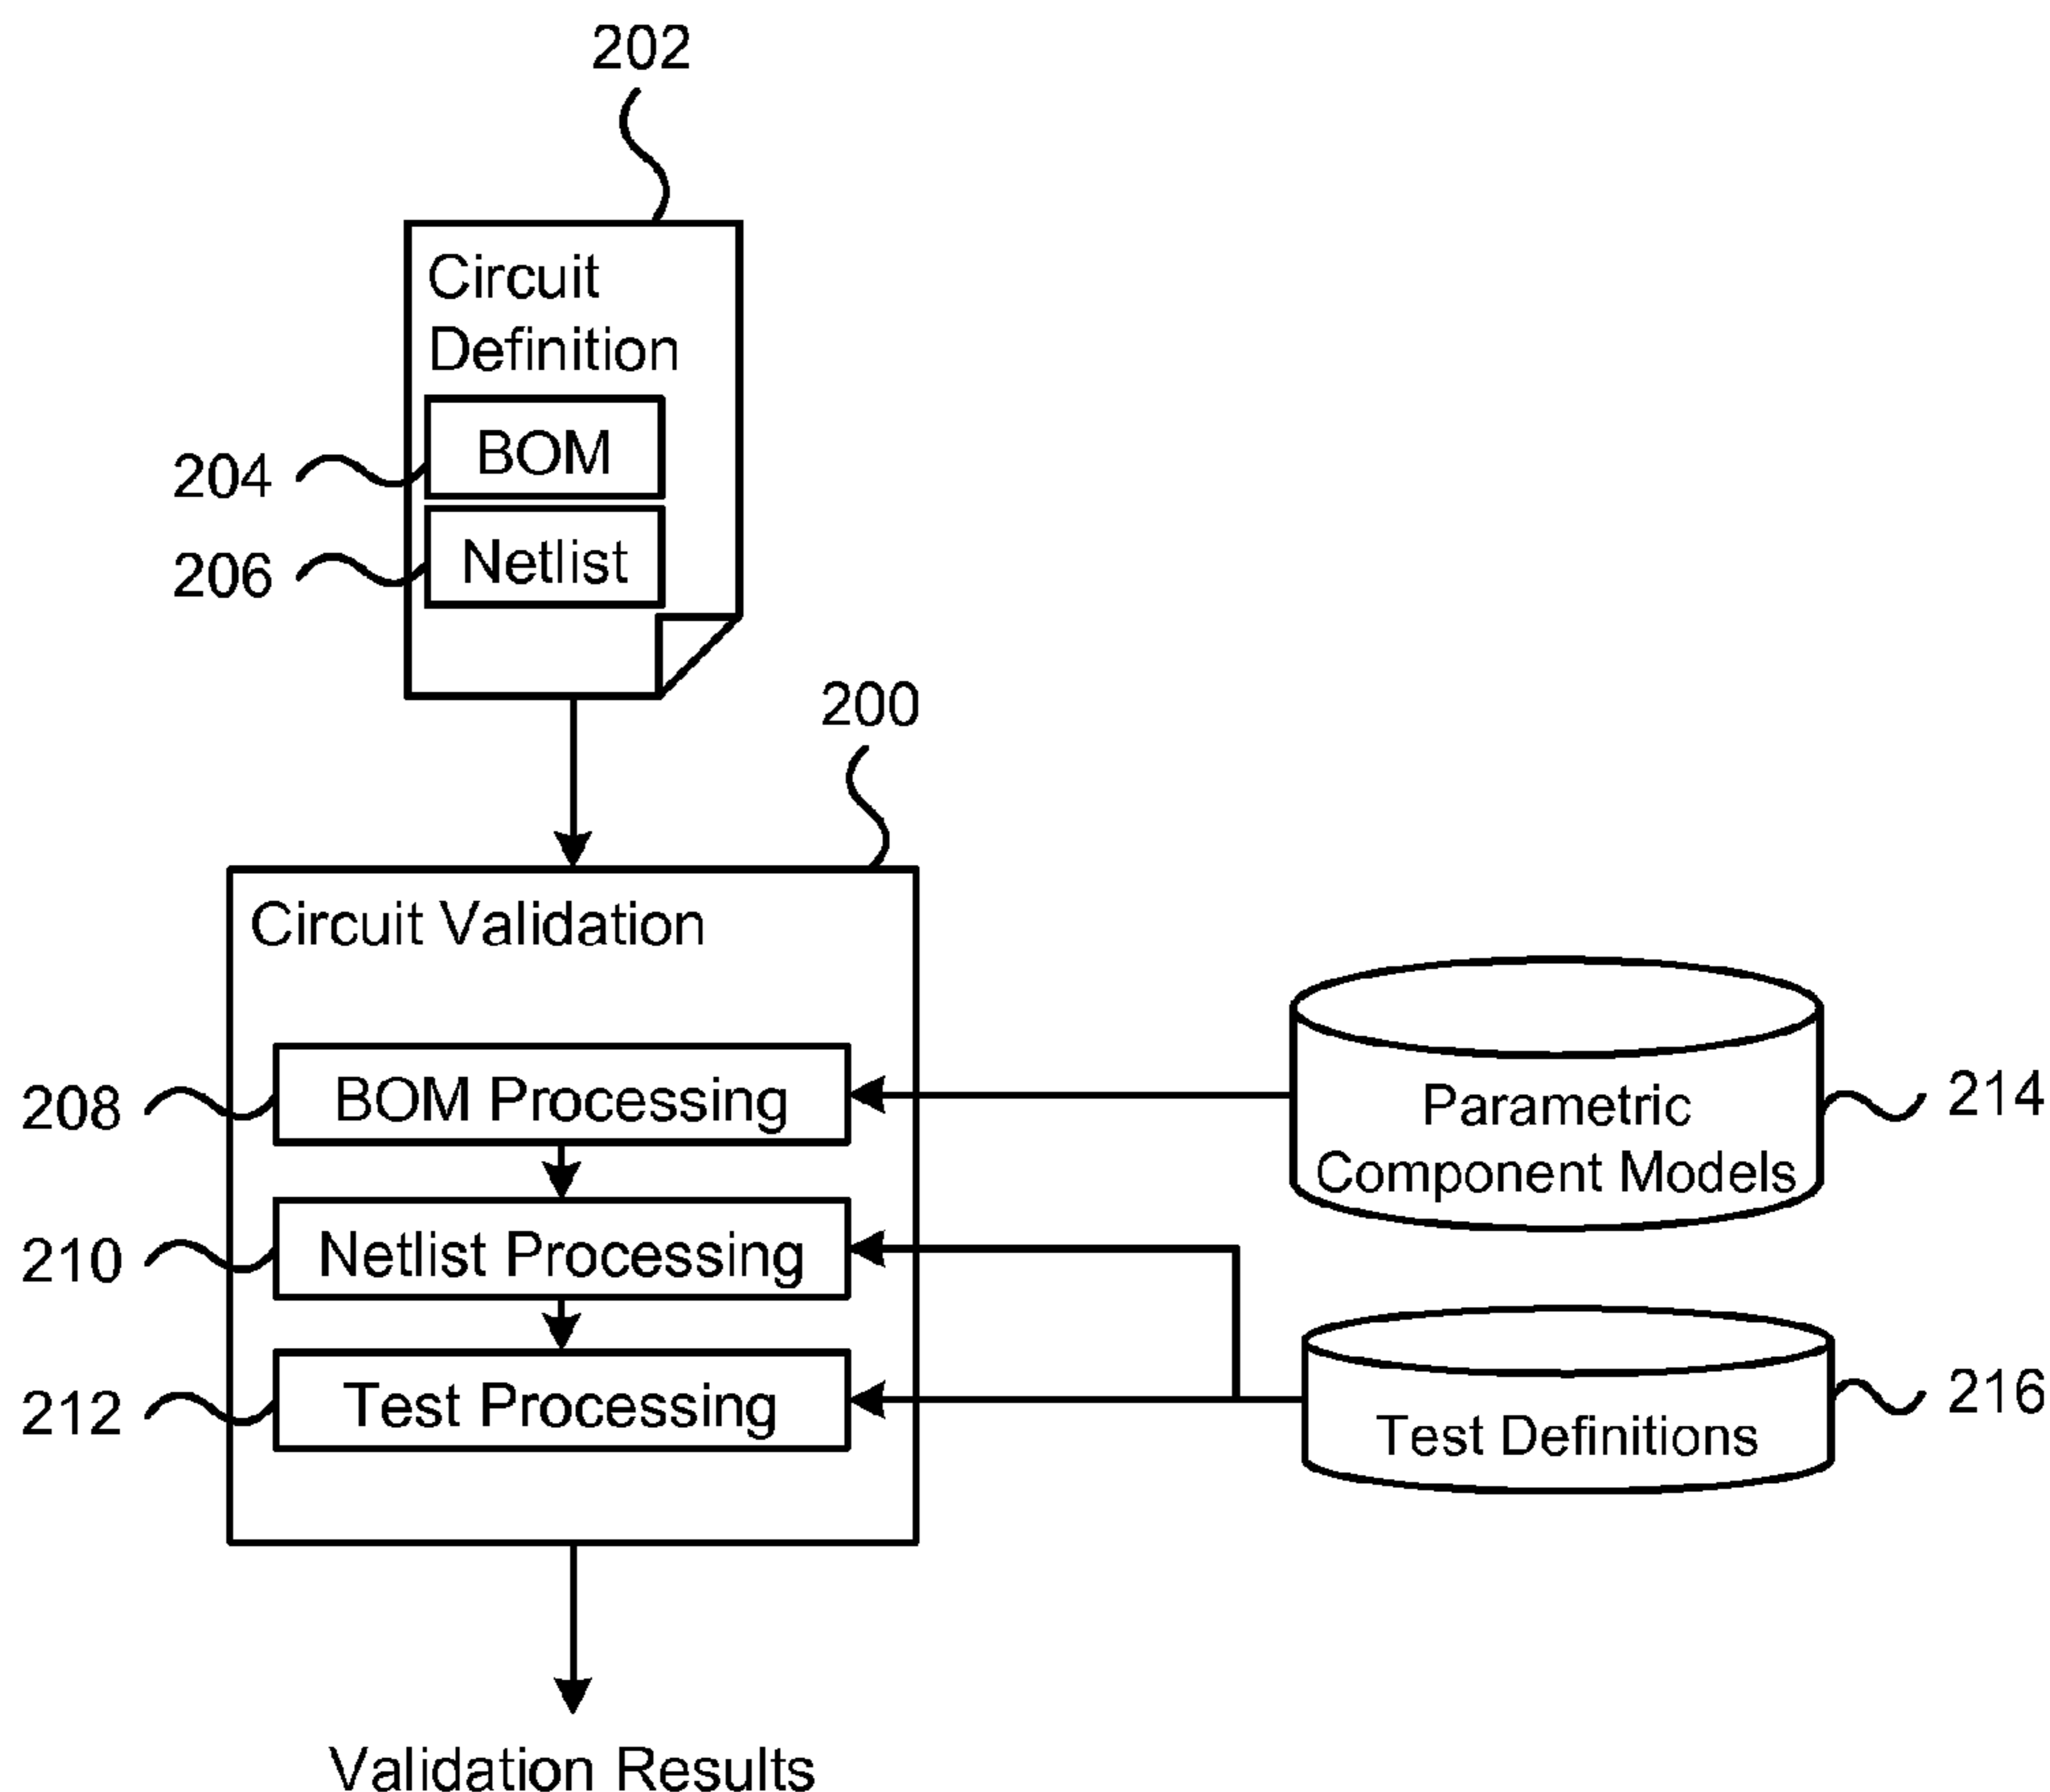 202
Circuit
Definition
BOM
204
Netlist
206
200
Circuit Validation
BOM Processing
208
Parametric
Component Models
214
Netlist Processing
210
Test Processing
212
Test Definitions
216
Validation Results